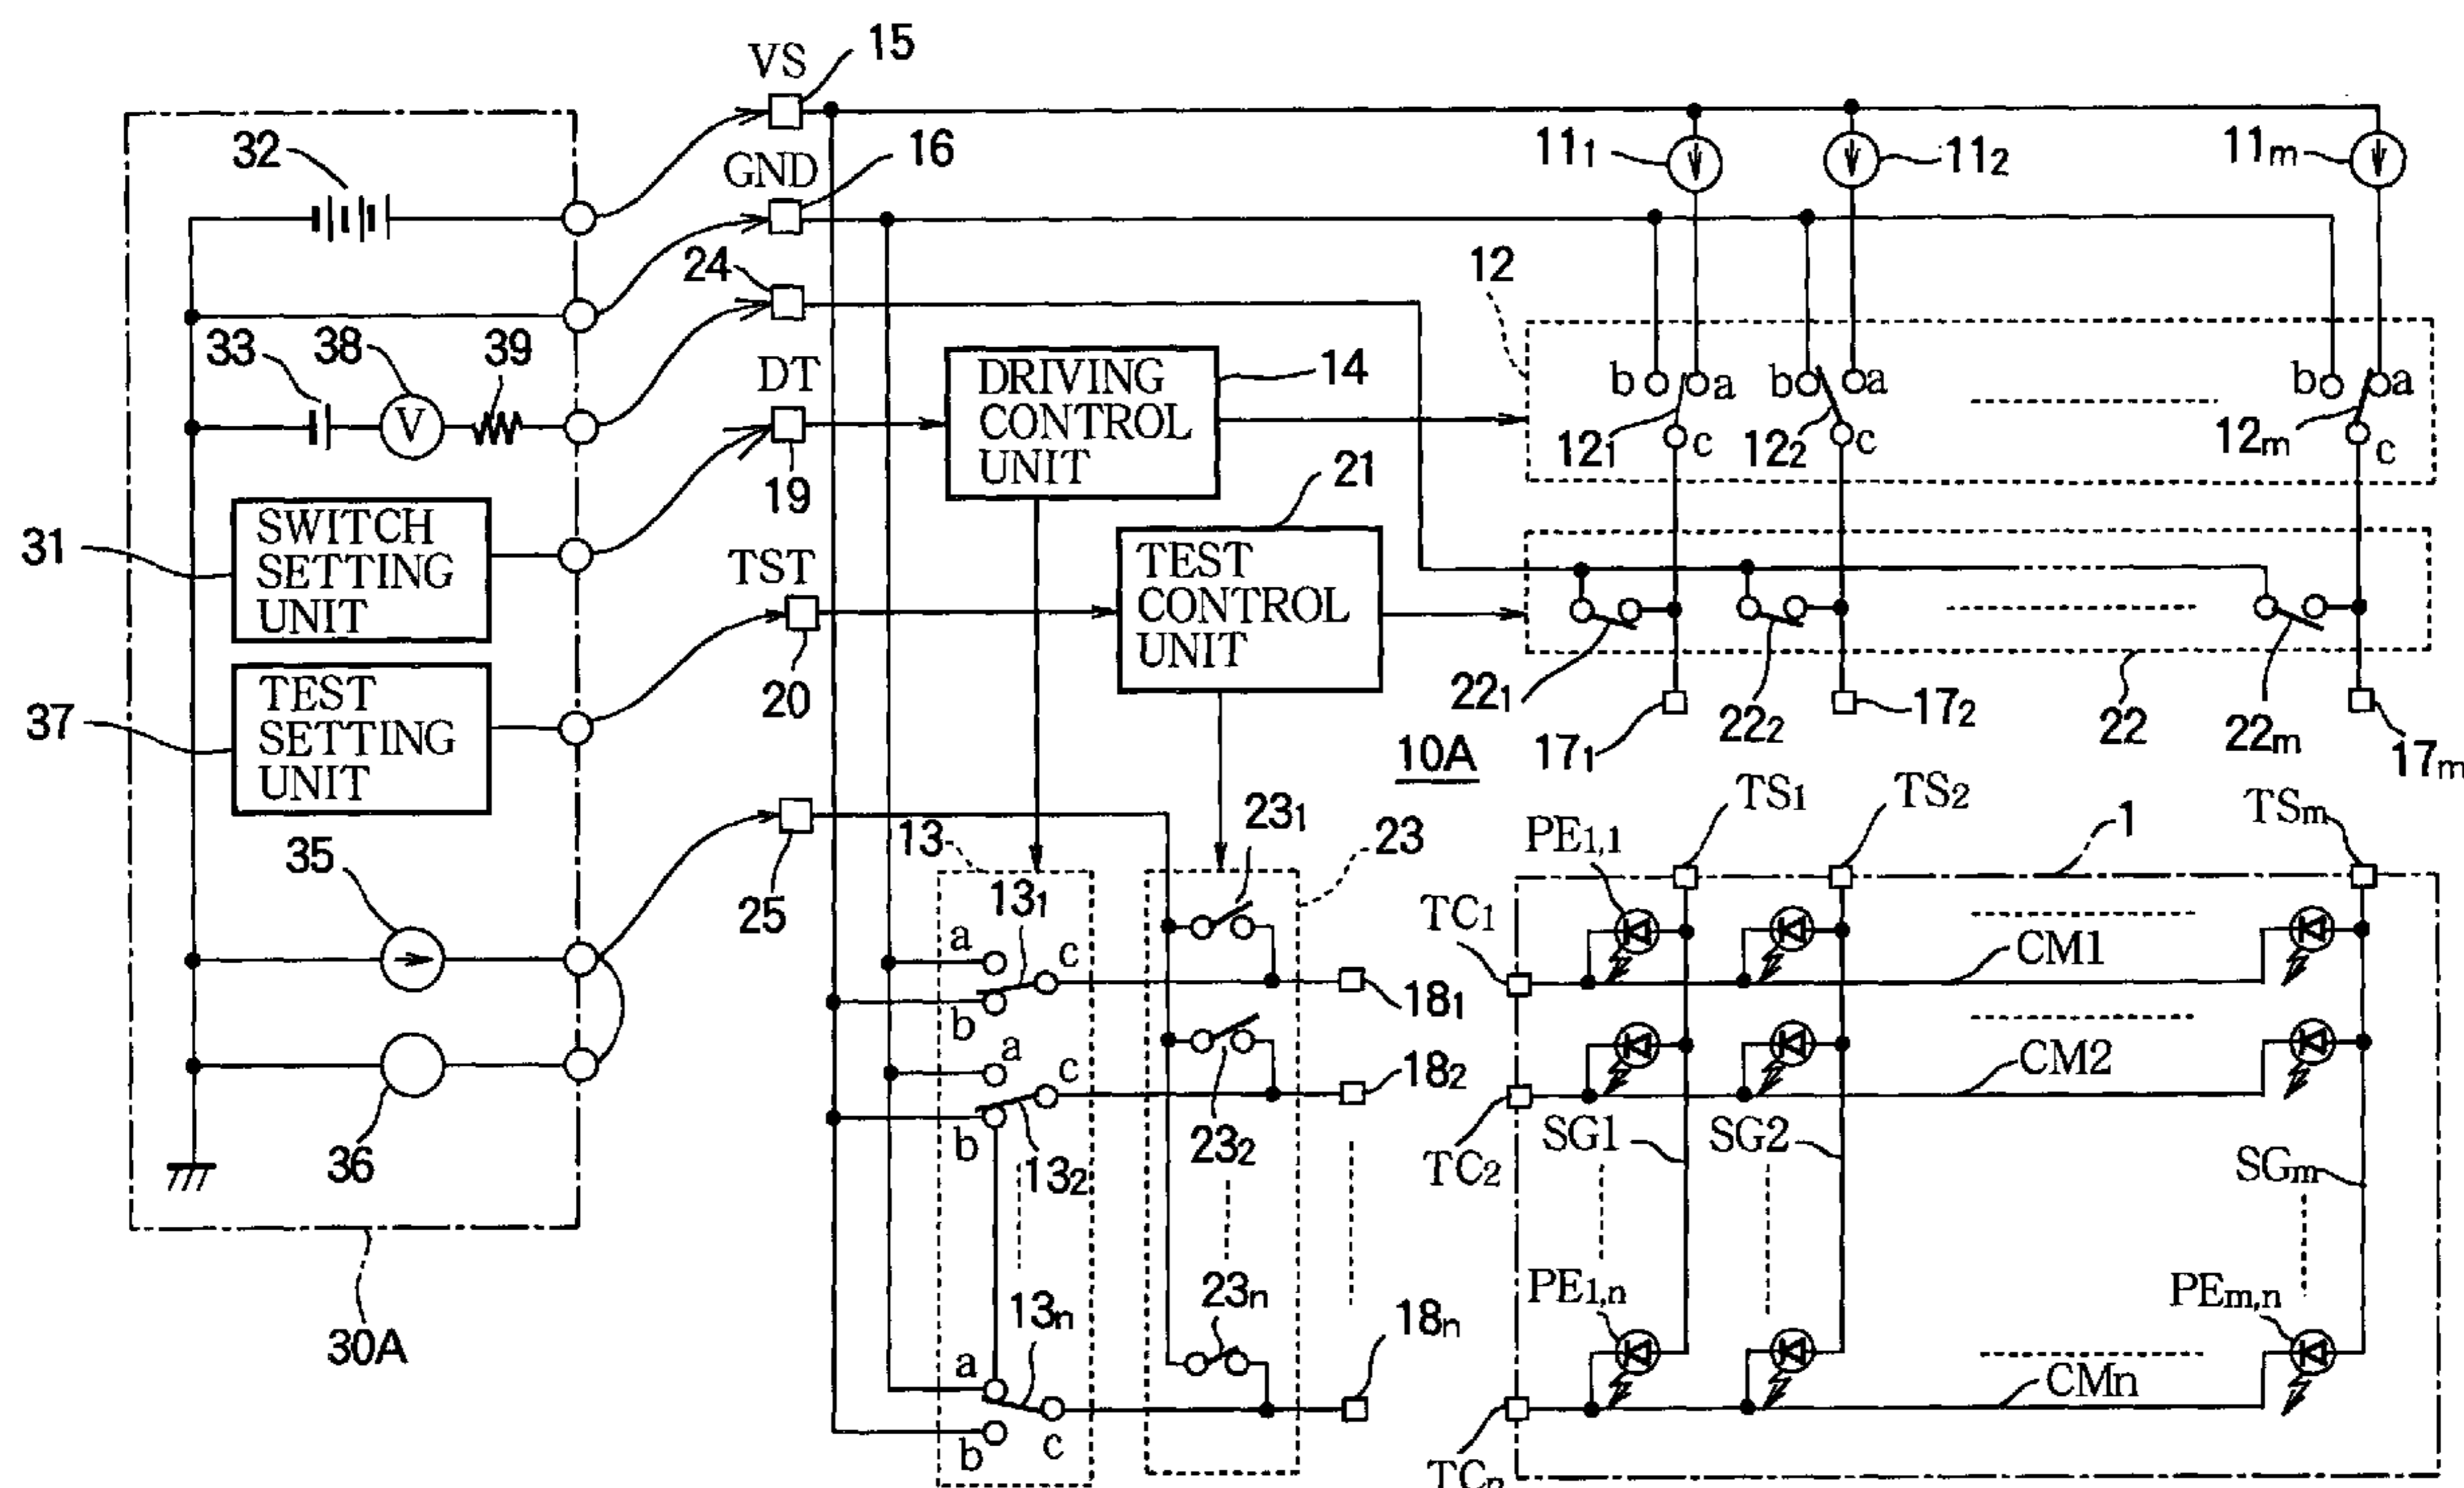 VS
15
GND
16
32
24
33
38
39
V
DT
19
31
SWITCH
SETTING
UNIT
TST
20
37
TEST
SETTING
UNIT
35
25
36
30A
DRIVING
CONTROL
UNIT
14
TEST
CONTROL
UNIT
21
11₁
11₂
11ₘ
12
b
a
b
a
b
a
12₁
c
12₂
c
12ₘ
c
22₁
22₂
22
22ₘ
17₁
17₂
17ₘ
10A
13
13₁
a
c
b
a
c
b
13₂
13ₙ
a
b
c
23₁
23
23₂
23ₙ
18₁
18₂
18ₙ
TS₁
TS₂
TSₘ
1
PE₁,₁
TC₁
CM1
CM2
TC₂
SG1
SG2
SGₘ
PE₁,ₙ
PEₘ,ₙ
CMn
TCₙ